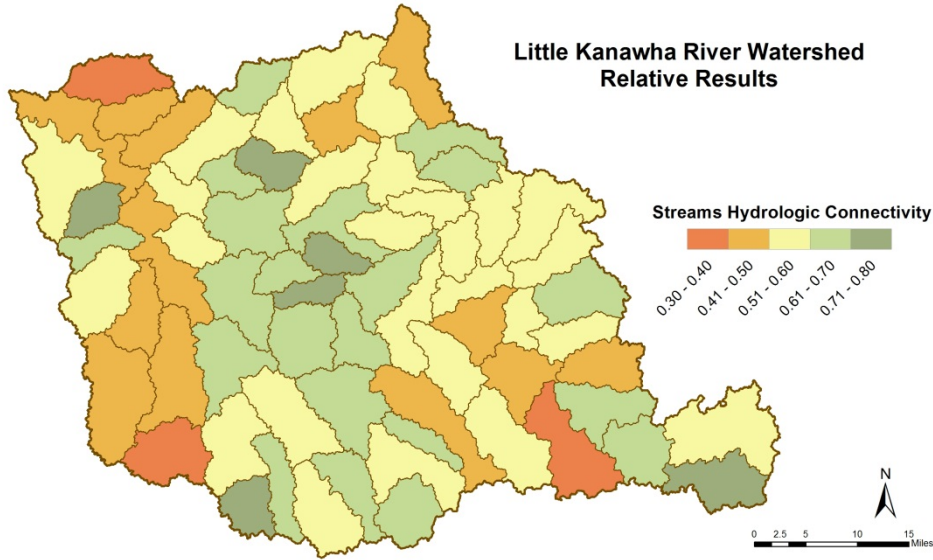 Little Kanawha River Watershed
Relative Results
Streams Hydrologic Connectivity
0.30 - 0.40
0.41 - 0.50
0.51 - 0.60
0.61 - 0.70
0.71 - 0.80
N
0 2.5 5 10 15
Miles